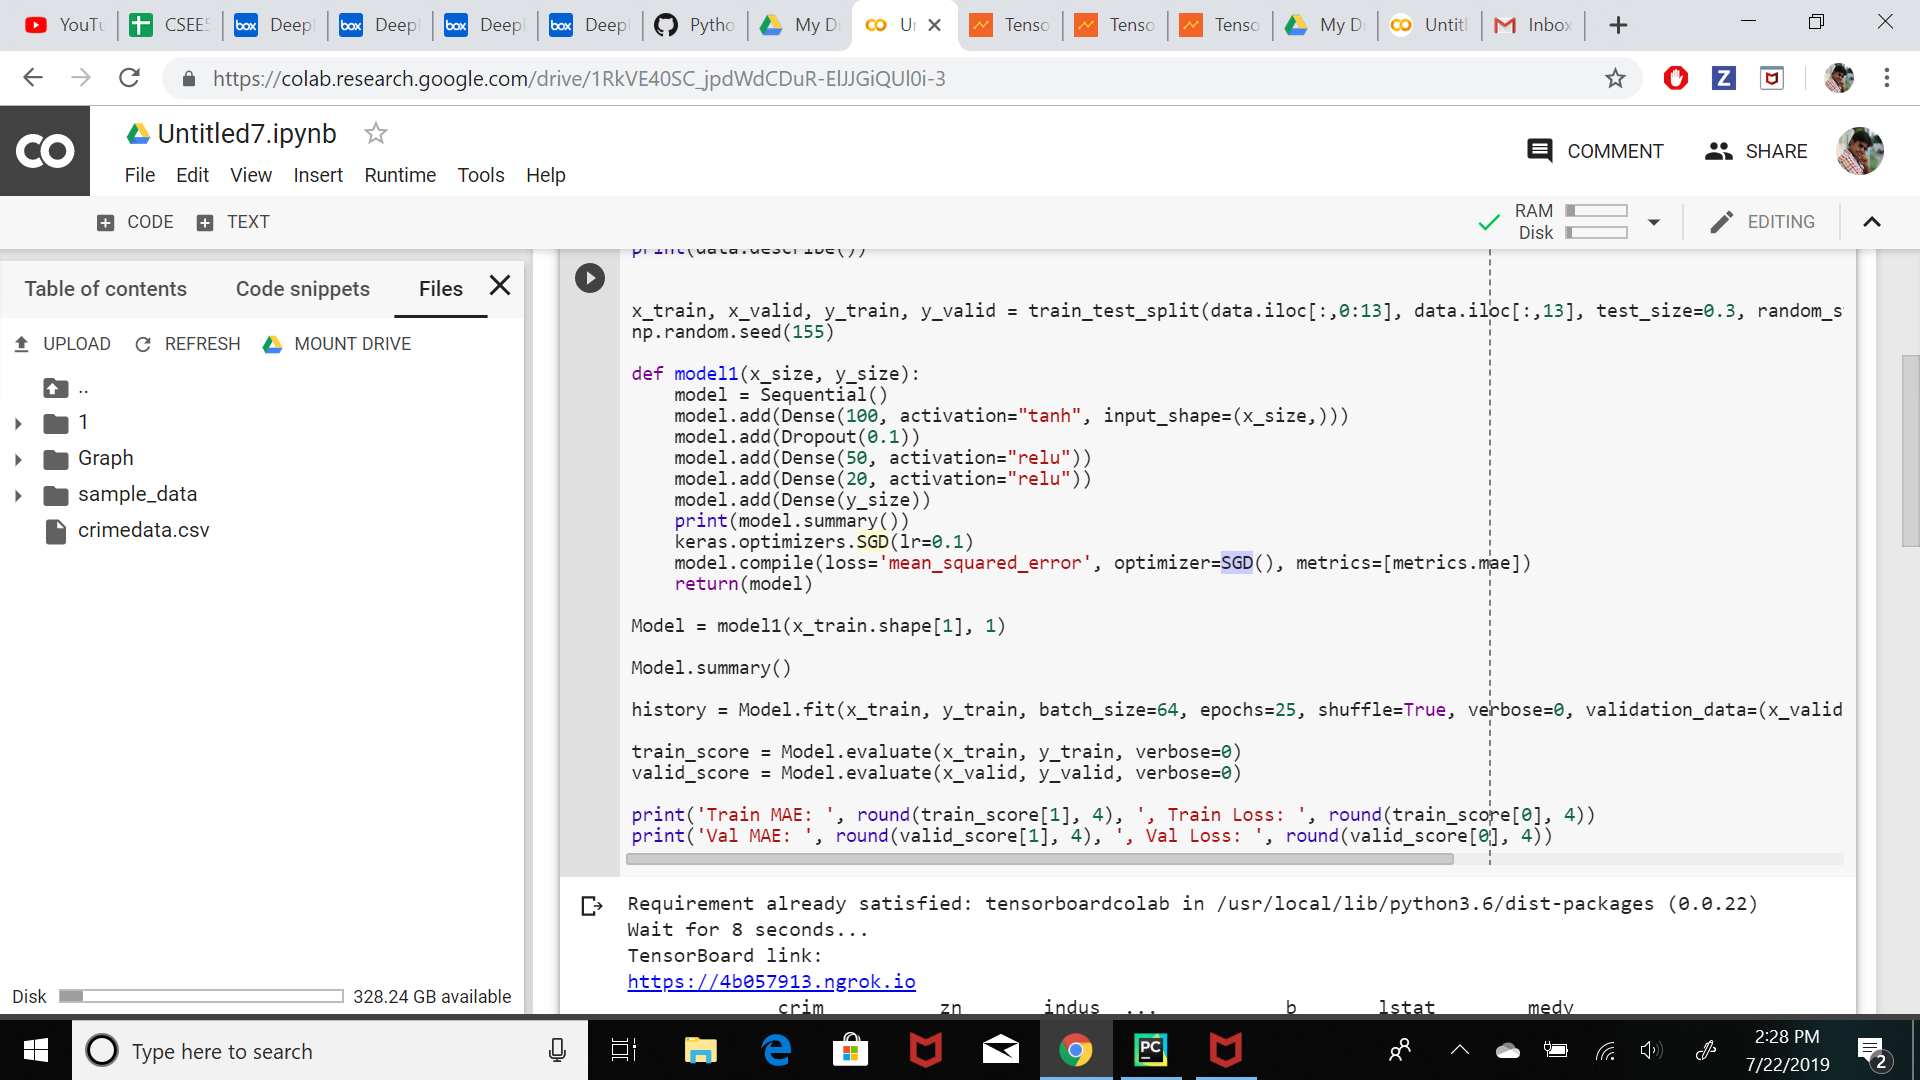 YouTu CSEE5 box Deepl box Deepl box Deepl box Deepl Pytho My D Un Tenso Tenso Tenso My D Untitl Inbox
https://colab.research.google.com/drive/1RkVE40SC_jpdWdCDuR-ElJJGiQUl0i-3
Untitled7.ipynb
COMMENT SHARE
File Edit View Insert Runtime Tools Help
CODE TEXT
RAM
Disk
EDITING
Table of contents Code snippets Files
UPLOAD REFRESH MOUNT DRIVE
..
1
Graph
sample_data
crimedata.csv
Disk 328.24 GB available
print(data.describe())
x_train, x_valid, y_train, y_valid = train_test_split(data.iloc[:,0:13], data.iloc[:,13], test_size=0.3, random_s
np.random.seed(155)
def model1(x_size, y_size):
model = Sequential()
model.add(Dense(100, activation="tanh", input_shape=(x_size,)))
model.add(Dropout(0.1))
model.add(Dense(50, activation="relu"))
model.add(Dense(20, activation="relu"))
model.add(Dense(y_size))
print(model.summary())
keras.optimizers.SGD(lr=0.1)
model.compile(loss='mean_squared_error', optimizer=SGD(), metrics=[metrics.mae])
return(model)
Model = model1(x_train.shape[1], 1)
Model.summary()
history = Model.fit(x_train, y_train, batch_size=64, epochs=25, shuffle=True, verbose=0, validation_data=(x_valid
train_score = Model.evaluate(x_train, y_train, verbose=0)
valid_score = Model.evaluate(x_valid, y_valid, verbose=0)
print('Train MAE: ', round(train_score[1], 4), ', Train Loss: ', round(train_score[0], 4))
print('Val MAE: ', round(valid_score[1], 4), ', Val Loss: ', round(valid_score[0], 4))
Requirement already satisfied: tensorboardcolab in /usr/local/lib/python3.6/dist-packages (0.0.22)
Wait for 8 seconds...
TensorBoard link:
https://4b057913.ngrok.io
crim zn indus ... b lstat medv
Type here to search
PC
2:28 PM
7/22/2019
2